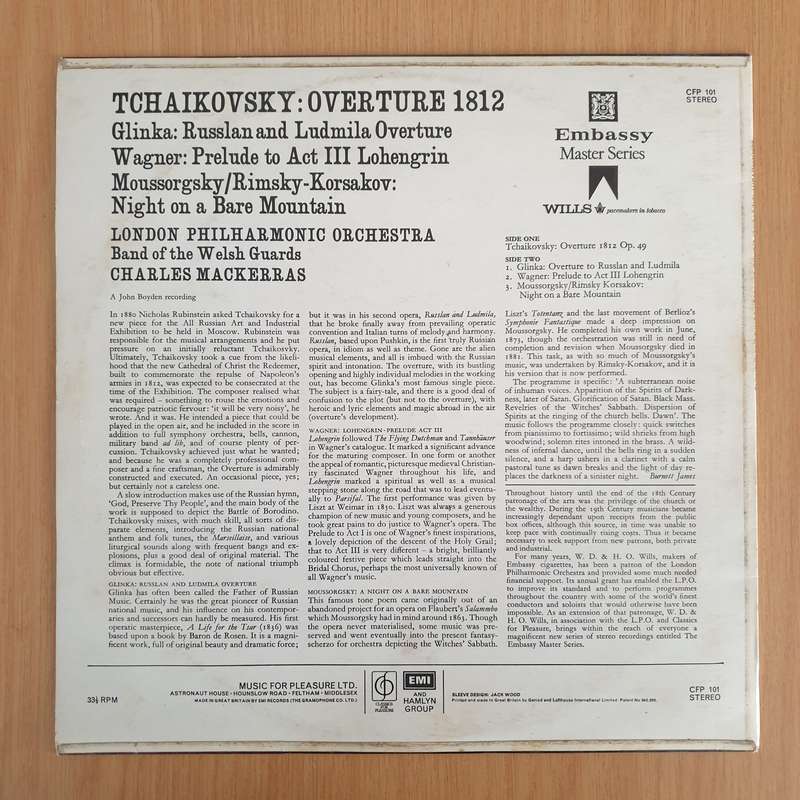 TCHAIKOVSKY: OVERTURE 1812
Glinka: Russlan and Ludmila Overture
Wagner: Prelude to Act III Lohengrin
Moussorgsky/Rimsky-Korsakov:
Night on a Bare Mountain
LONDON PHILHARMONIC ORCHESTRA
Band of the Welsh Guards
CHARLES MACKERRAS
A John Boyden recording
Embassy
Master Series
WILLS pacemakers in tobacco
CFP 101
STEREO
SIDE ONE
Tchaikovsky: Overture 1812 Op. 49
SIDE TWO
1. Glinka: Overture to Russlan and Ludmila
2. Wagner: Prelude to Act III Lohengrin
3. Moussorgsky/Rimsky Korsakov:
Night on a Bare Mountain
In 1880 Nicholas Rubinstein asked Tchaikovsky for a
new piece for the All Russian Art and Industrial
Exhibition to be held in Moscow. Rubinstein was
responsible for the musical arrangements and he put
pressure on an initially reluctant Tchaikovsky.
Ultimately, Tchaikovsky took a cue from the likeli-
hood that the new Cathedral of Christ the Redeemer,
built to commemorate the repulse of Napoleon's
armies in 1812, was expected to be consecrated at the
time of the Exhibition. The composer realised what
was required – something to rouse the emotions and
encourage patriotic fervour: 'it will be very noisy', he
wrote. And it was. He intended a piece that could be
played in the open air, and he included in the score in
addition to full symphony orchestra, bells, cannon,
military band ad lib, and of course plenty of per-
cussion. Tchaikovsky achieved just what he wanted;
and because he was a completely professional com-
poser and a fine craftsman, the Overture is admirably
constructed and executed. An occasional piece, yes;
but certainly not a careless one.
A slow introduction makes use of the Russian hymn,
'God, Preserve Thy People', and the main body of the
work is supposed to depict the Battle of Borodino.
Tchaikovsky mixes, with much skill, all sorts of dis-
parate elements, introducing the Russian national
anthem and folk tunes, the Marseillaise, and various
liturgical sounds along with frequent bangs and ex-
plosions, plus a good deal of original material. The
climax is formidable, the note of national triumph
obvious but effective.
GLINKA: RUSSLAN AND LUDMILA OVERTURE
Glinka has often been called the Father of Russian
Music. Certainly he was the great pioneer of Russian
national music, and his influence on his contempor-
aries and successors can hardly be measured. His first
operatic masterpiece, A Life for the Tsar (1836) was
based upon a book by Baron de Rosen. It is a magni-
ficent work, full of original beauty and dramatic force;
but it was in his second opera, Russlan and Ludmila,
that he broke finally away from prevailing operatic
convention and Italian turns of melody and harmony.
Russlan, based upon Pushkin, is the first truly Russian
opera, in idiom as well as theme. Gone are the alien
musical elements, and all is imbued with the Russian
spirit and intonation. The overture, with its bustling
opening and highly individual melodies in the working
out, has become Glinka's most famous single piece.
The subject is a fairy-tale, and there is a good deal of
confusion to the plot (but not to the overture), with
heroic and lyric elements and magic abroad in the air
(overture's development).
WAGNER: LOHENGRIN–PRELUDE ACT III
Lohengrin followed The Flying Dutchman and Tannhäuser
in Wagner's catalogue. It marked a significant advance
for the maturing composer. In one form or another
the appeal of romantic, picturesque medieval Christian-
ity fascinated Wagner throughout his life, and
Lohengrin marked a spiritual as well as a musical
stepping stone along the road that was to lead eventu-
ally to Parsifal. The first performance was given by
Liszt at Weimar in 1850. Liszt was always a generous
champion of new music and young composers, and he
took great pains to do justice to Wagner's opera. The
Prelude to Act I is one of Wagner's finest inspirations,
a lovely depiction of the descent of the Holy Grail;
that to Act III is very different – a bright, brilliantly
coloured festive piece which leads straight into the
Bridal Chorus, perhaps the most universally known of
all Wagner's music.
MOUSSORGSKY: A NIGHT ON A BARE MOUNTAIN
This famous tone poem came originally out of an
abandoned project for an opera on Flaubert's Salammbo
which Moussorgsky had in mind around 1863. Though
the opera never materialised, some music was pre-
served and went eventually into the present fantasy-
scherzo for orchestra depicting the Witches' Sabbath.
Liszt's Totentanz and the last movement of Berlioz's
Symphonie Fantastique made a deep impression on
Moussorgsky. He completed his own work in June,
1875, though the orchestration was still in need of
completion and revision when Moussorgsky died in
1881. This task, as with so much of Moussorgsky's
music, was undertaken by Rimsky-Korsakov, and it is
his version that is now performed.
The programme is specific: 'A subterranean noise
of inhuman voices. Apparition of the Spirits of Dark-
ness, later of Satan. Glorification of Satan. Black Mass.
Revelries of the Witches' Sabbath. Dispersion of
Spirits at the ringing of the church bells. Dawn'. The
music follows the programme closely: quick switches
from pianissimo to fortissimo; wild shrieks from high
woodwind; solemn rites intoned in the brass. A wild-
ness of infernal dance, until the bells ring in a sudden
silence, and a harp ushers in a clarinet with a calm
pastoral tune as dawn breaks and the light of day re-
places the darkness of a sinister night. Burnett James
Throughout history until the end of the 18th Century
patronage of the arts was the privilege of the church or
the wealthy. During the 19th Century musicians became
increasingly dependant upon receipts from the public
box offices, although this source, in time was unable to
keep pace with continually rising costs. Thus it became
necessary to seek support from new patrons, both private
and industrial.
For many years, W. D. & H. O. Wills, makers of
Embassy cigarettes, has been a patron of the London
Philharmonic Orchestra and provided some much needed
financial support. Its annual grant has enabled the L.P.O.
to improve its standard and to perform programmes
throughout the country with some of the world's finest
conductors and soloists that would otherwise have been
impossible. As an extension of that patronage, W. D. &
H. O. Wills, in association with the L.P.O. and Classics
for Pleasure, brings within the reach of everyone a
magnificent new series of stereo recordings entitled The
Embassy Master Series.
33⅓ RPM
MUSIC FOR PLEASURE LTD.
ASTRONAUT HOUSE · HOUNSLOW ROAD · FELTHAM · MIDDLESEX
MADE IN GREAT BRITAIN BY EMI RECORDS (THE GRAMOPHONE CO. LTD.)
CLASSICS
FOR
PLEASURE
EMI
AND
HAMLYN
GROUP
SLEEVE DESIGN: JACK WOOD
Printed and made in Great Britain by Garrod and Lofthouse International Limited
CFP 101
STEREO